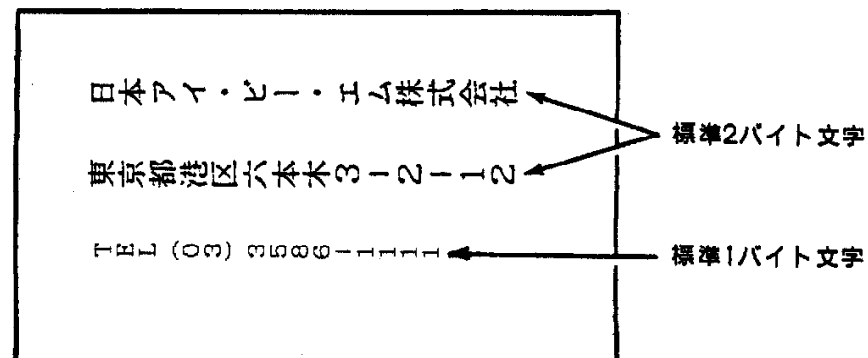 日本アイ・ビー・エム株式会社
標準2バイト文字
東京都港区六本木3-2-12
TEL(03)3586-1111
標準1バイト文字